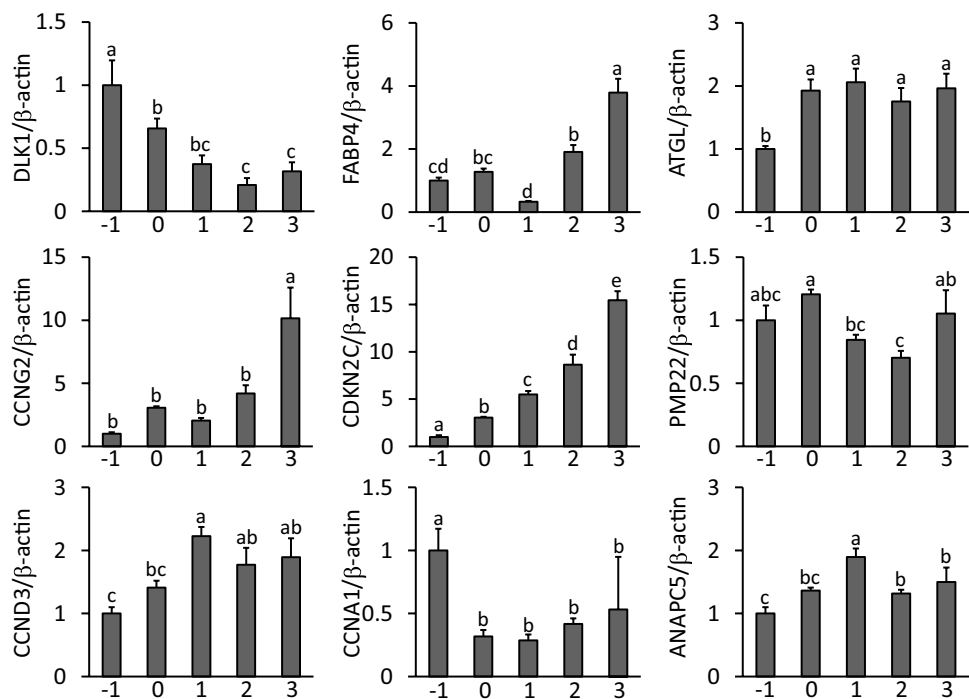 DLK1/β-actin
1
0.5
0
a
b
bc
c
c
-1 0 1 2 3
FABP4/β-actin
6
4
2
0
cd
bc
d
b
a
-1 0 1 2 3
ATGL/β-actin
3
2
1
0
b
a
a
a
a
-1 0 1 2 3
CCNG2/β-actin
15
10
5
0
b
b
b
b
a
-1 0 1 2 3
CDKN2C/β-actin
20
15
10
5
0
a
b
c
d
e
-1 0 1 2 3
PMP22/β-actin
1.5
1
0.5
0
abc
a
bc
c
ab
-1 0 1 2 3
CCND3/β-actin
3
2
1
0
c
bc
a
ab
ab
-1 0 1 2 3
CCNA1/β-actin
1.5
1
0.5
0
a
b
b
b
b
-1 0 1 2 3
ANAPC5/β-actin
3
2
1
0
c
bc
a
b
b
-1 0 1 2 3